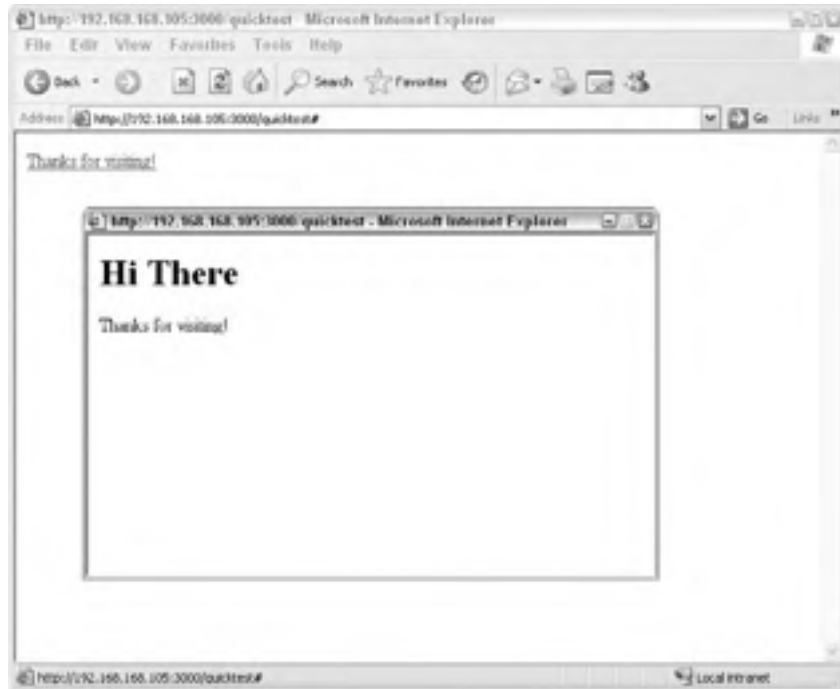 http://192.168.168.105:3000/quicktest - Microsoft Internet Explorer
File Edit View Favorites Tools Help
Back Search Favorites
Address http://192.168.168.105:3000/quicktest# Go Links »
Thanks for visiting!
http://192.168.168.105:3000/quicktest - Microsoft Internet Explorer
Hi There
Thanks for visiting!
http://192.168.168.105:3000/quicktest# Local intranet